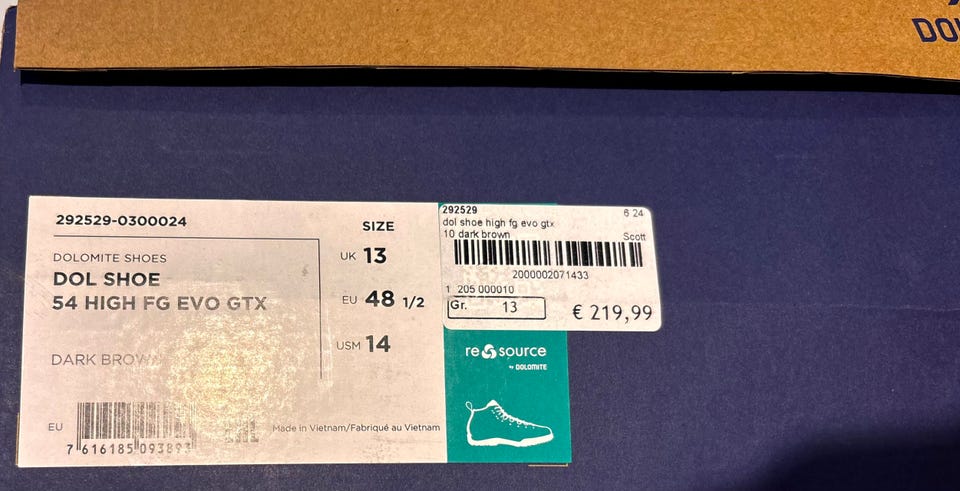 DOL
292529-0300024
DOLOMITE SHOES
DOL SHOE
54 HIGH FG EVO GTX
DARK BROWN
SIZE
UK 13
EU 48 1/2
USM 14
EU
7 616185 093893
Made in Vietnam/Fabriqué au Vietnam
292529
6 24
dol shoe high fg evo gtx
10 dark brown
Scott
2000002071433
1 205 000010
Gr. 13
€ 219,99
re source
by DOLOMITE